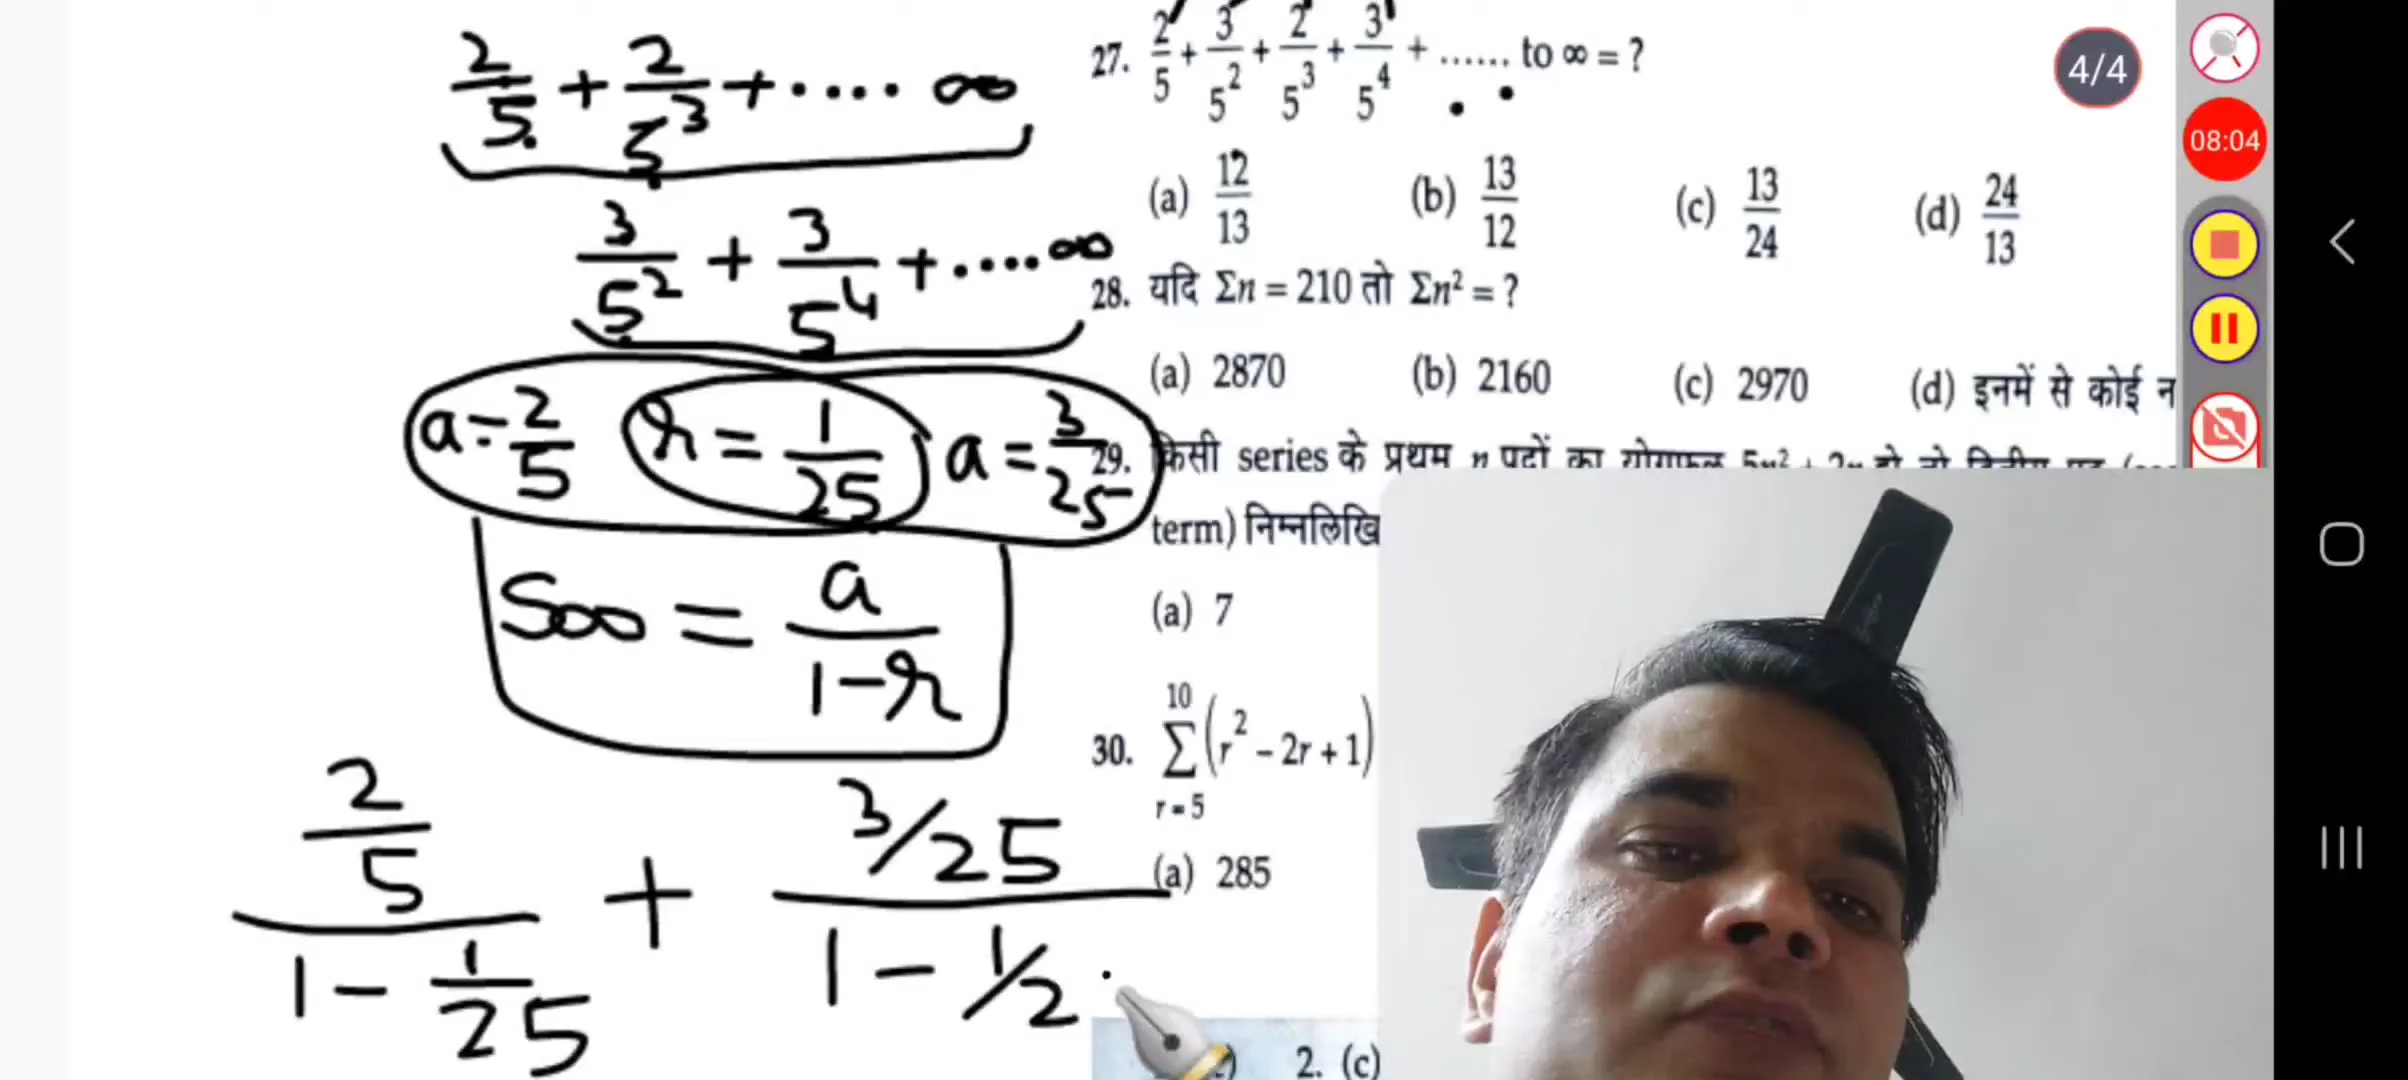 2/5 + 2/5³ + .... ∞
3/5² + 3/5⁴ + .... ∞
a = 2/5 r = 1/25 a = 3/25
S∞ = a/1-r
2/5 / 1 - 1/25 + 3/25 / 1 - 1/2
27. 2/5 + 3/5² + 2/5³ + 3/5⁴ + ...... to ∞ = ?
(a) 12/13 (b) 13/12 (c) 13/24 (d) 24/13
28. यदि Σn = 210 तो Σn² = ?
(a) 2870 (b) 2160 (c) 2970 (d) इनमें से कोई न
29. किसी series के प्रथम n पदों का योगफल
term)
(a) 7
30. 10 Σ r = 5 (r² - 2r + 1)
(a) 285
2. (c)
4/4
08:04